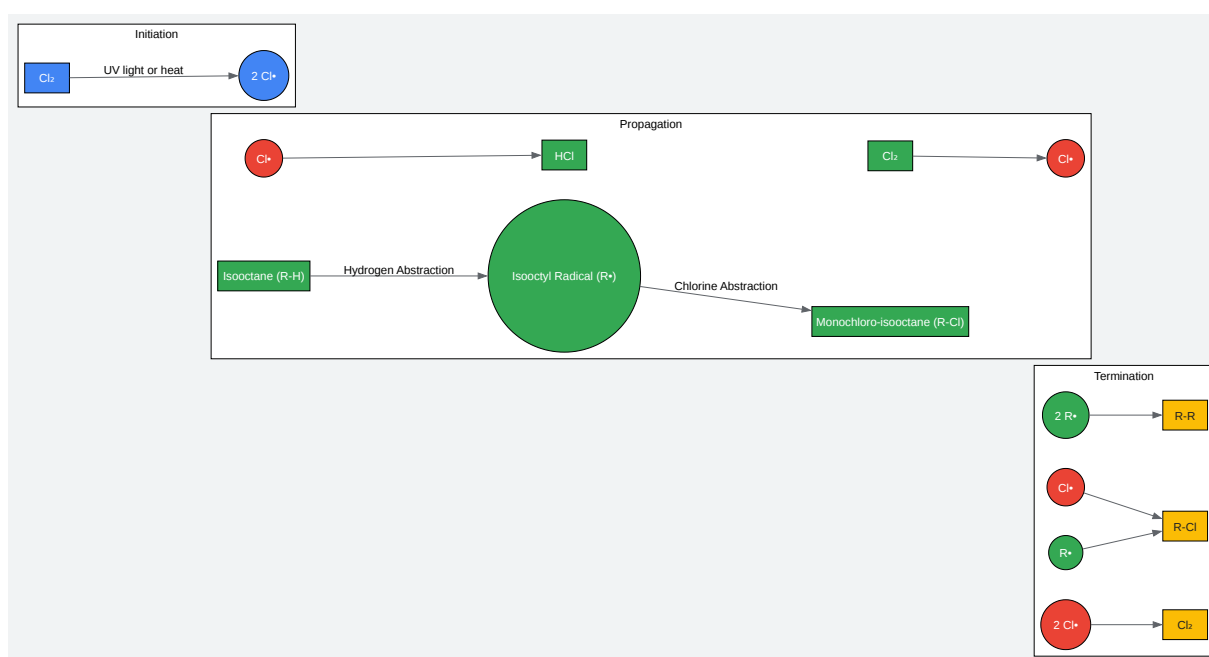 Initiation
Cl₂
UV light or heat
2 Cl•
Propagation
Cl•
HCl
Cl₂
Cl•
Isooctane (R-H)
Hydrogen Abstraction
Isooctyl Radical (R•)
Chlorine Abstraction
Monochloro-isooctane (R-Cl)
Termination
2 R•
R-R
Cl•
R-Cl
R•
2 Cl•
Cl₂